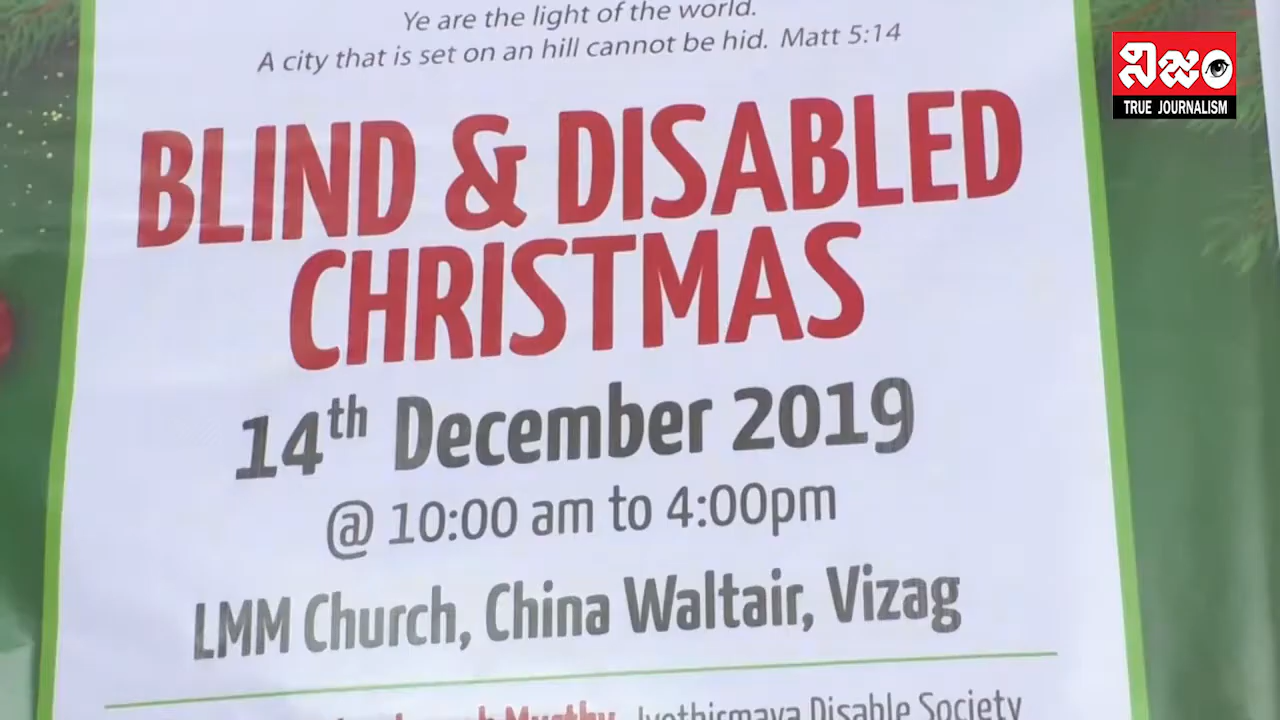 Ye are the light of the world.
A city that is set on an hill cannot be hid. Matt 5:14
నిజం
TRUE JOURNALISM
BLIND & DISABLED
CHRISTMAS
14th December 2019
@ 10:00 am to 4:00pm
LMM Church, China Waltair, Vizag
Murthy, Jyothirmaya Disable Society